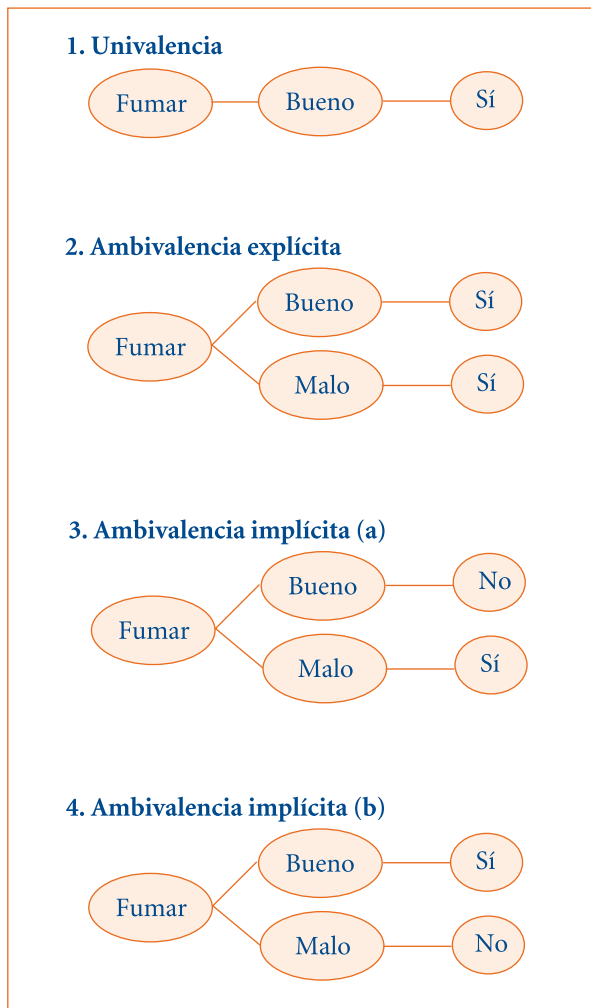 1. Univalencia
Fumar Bueno Sí
2. Ambivalencia explícita
Bueno Sí
Fumar
Malo Sí
3. Ambivalencia implícita (a)
Bueno No
Fumar
Malo Sí
4. Ambivalencia implícita (b)
Bueno Sí
Fumar
Malo No